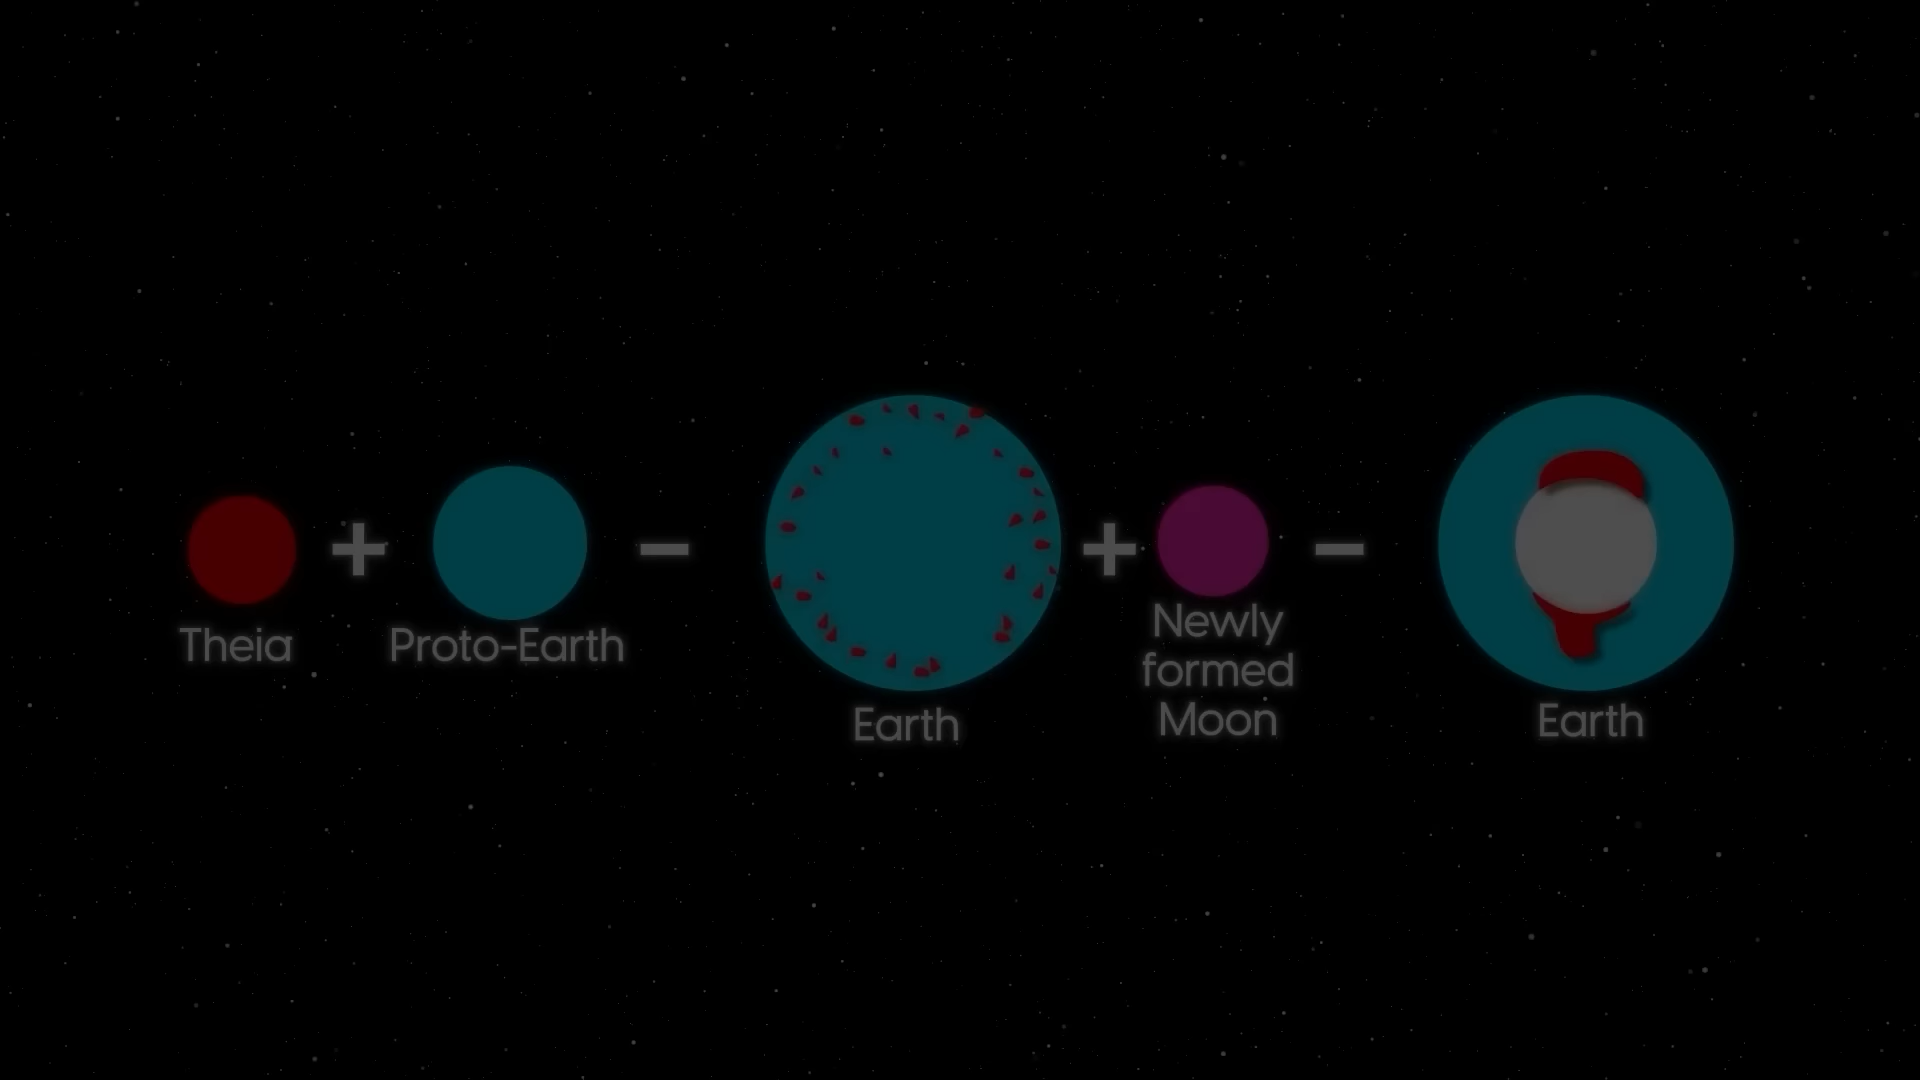 +
−
+
−
Theia
Proto-Earth
Newly
formed
Moon
Earth
Earth